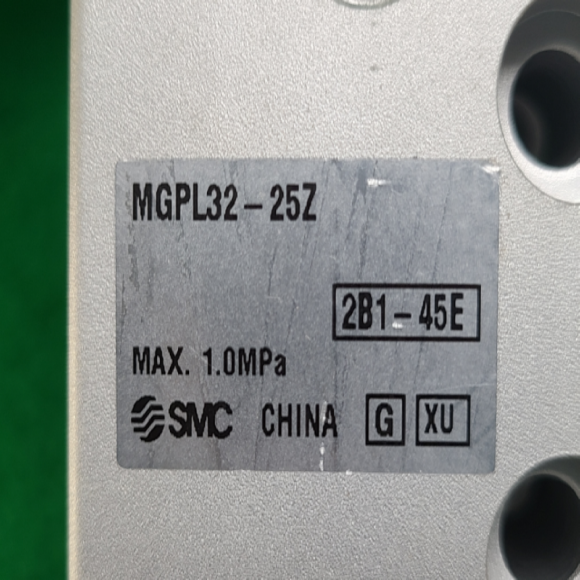 MGPL32-25Z
2B1-45E
MAX. 1.0MPa
SMC CHINA G XU